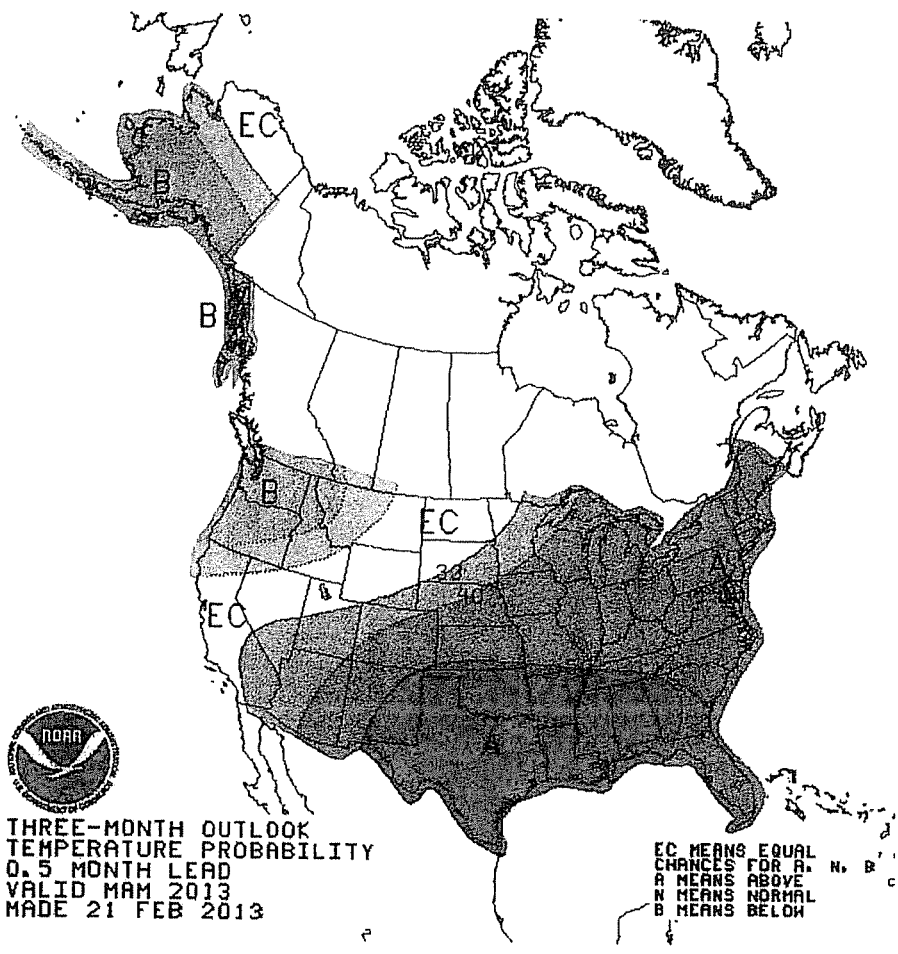 EC
B
B
B
EC
33
40
EC
A
A
NOAA
THREE-MONTH OUTLOOK
TEMPERATURE PROBABILITY
0.5 MONTH LEAD
VALID MAM 2013
MADE 21 FEB 2013
EC MEANS EQUAL
CHANCES FOR A, N, B
A MEANS ABOVE
N MEANS NORMAL
B MEANS BELOW